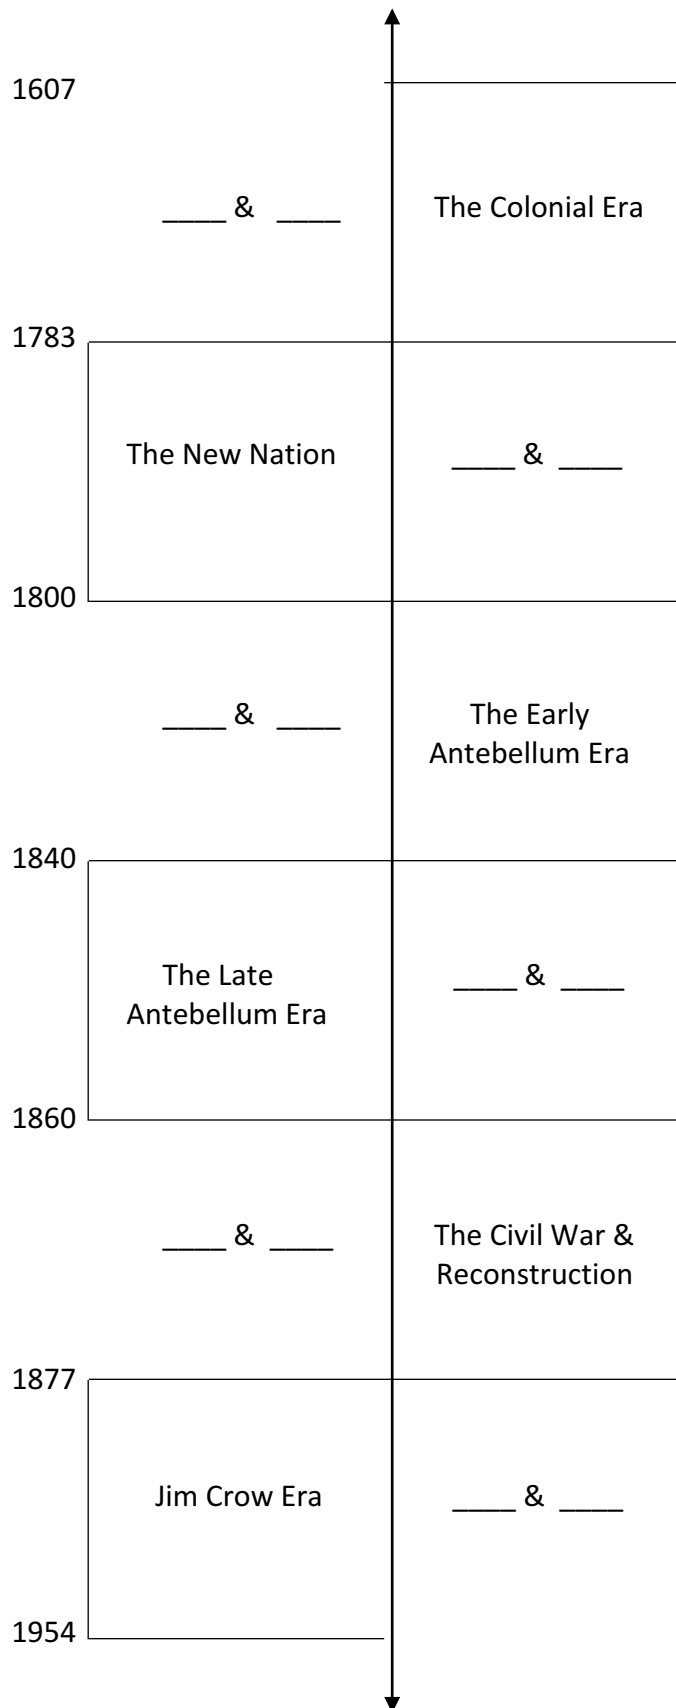 1607
____ & ____ The Colonial Era
1783
The New Nation ____ & ____
1800
____ & ____ The Early
Antebellum Era
1840
The Late ____ & ____
Antebellum Era
1860
____ & ____ The Civil War &
Reconstruction
1877
Jim Crow Era ____ & ____
1954